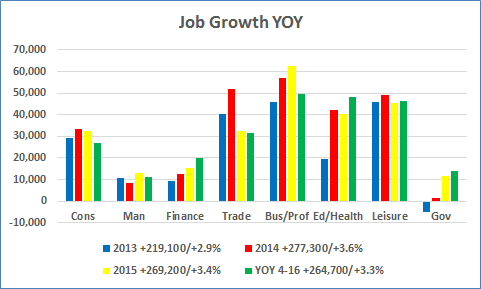 Job Growth YOY
70,000
60,000
50,000
40,000
30,000
20,000
10,000
0
-10,000
Cons Man Finance Trade Bus/Prof Ed/Health Leisure Gov
2013 +219,100/+2.9% 2014 +277,300/+3.6%
2015 +269,200/+3.4% YOY 4-16 +264,700/+3.3%